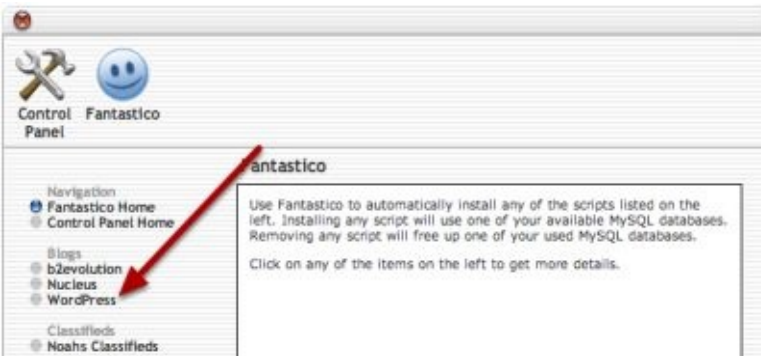 Control Panel
Fantastico
antastico
Navigation
Fantastico Home
Control Panel Home
Blogs
b2evolution
Nucleus
WordPress
Classifieds
Noahs Classifieds
Use Fantastico to automatically install any of the scripts listed on the
left. Installing any script will use one of your available MySQL databases.
Removing any script will free up one of your used MySQL databases.
Click on any of the items on the left to get more details.